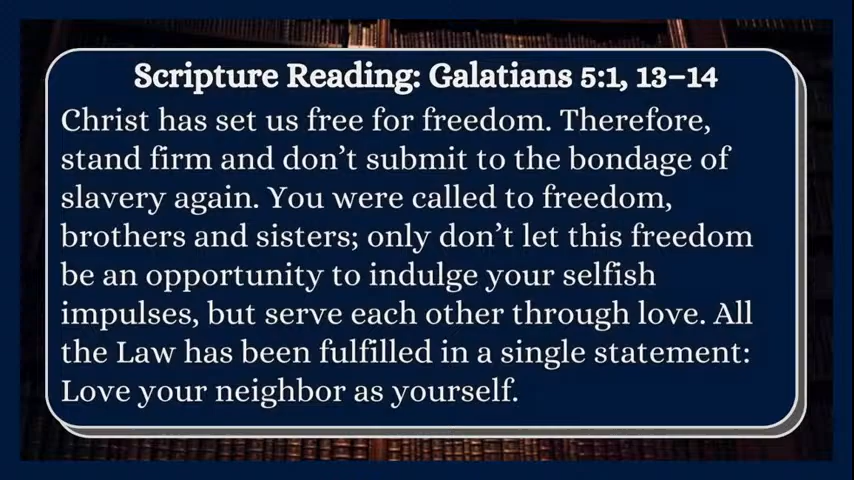 Scripture Reading: Galatians 5:1, 13–14
Christ has set us free for freedom. Therefore,
stand firm and don’t submit to the bondage of
slavery again. You were called to freedom,
brothers and sisters; only don’t let this freedom
be an opportunity to indulge your selfish
impulses, but serve each other through love. All
the Law has been fulfilled in a single statement:
Love your neighbor as yourself.